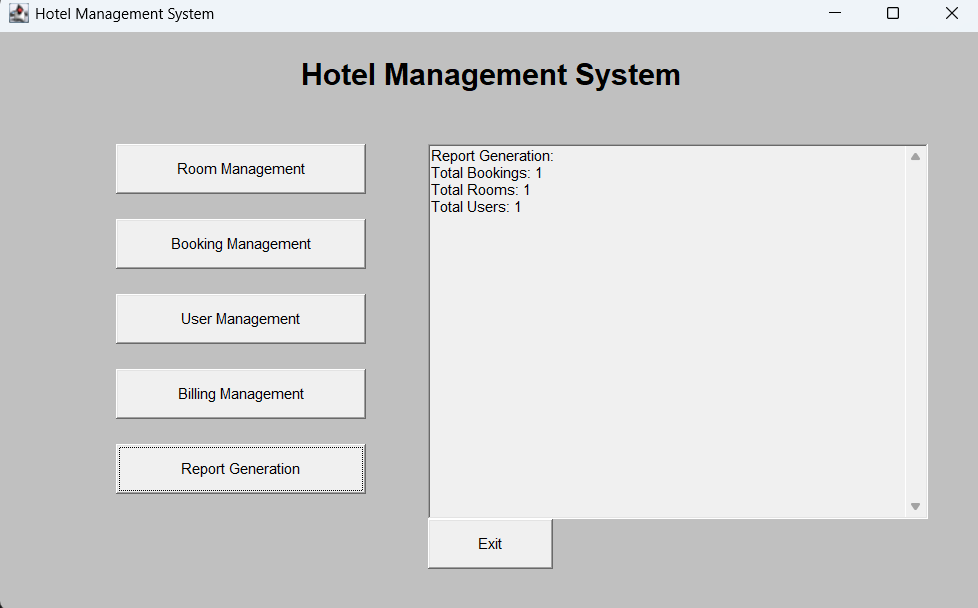 Hotel Management System
Hotel Management System
Room Management
Booking Management
User Management
Billing Management
Report Generation
Report Generation:
Total Bookings: 1
Total Rooms: 1
Total Users: 1
Exit